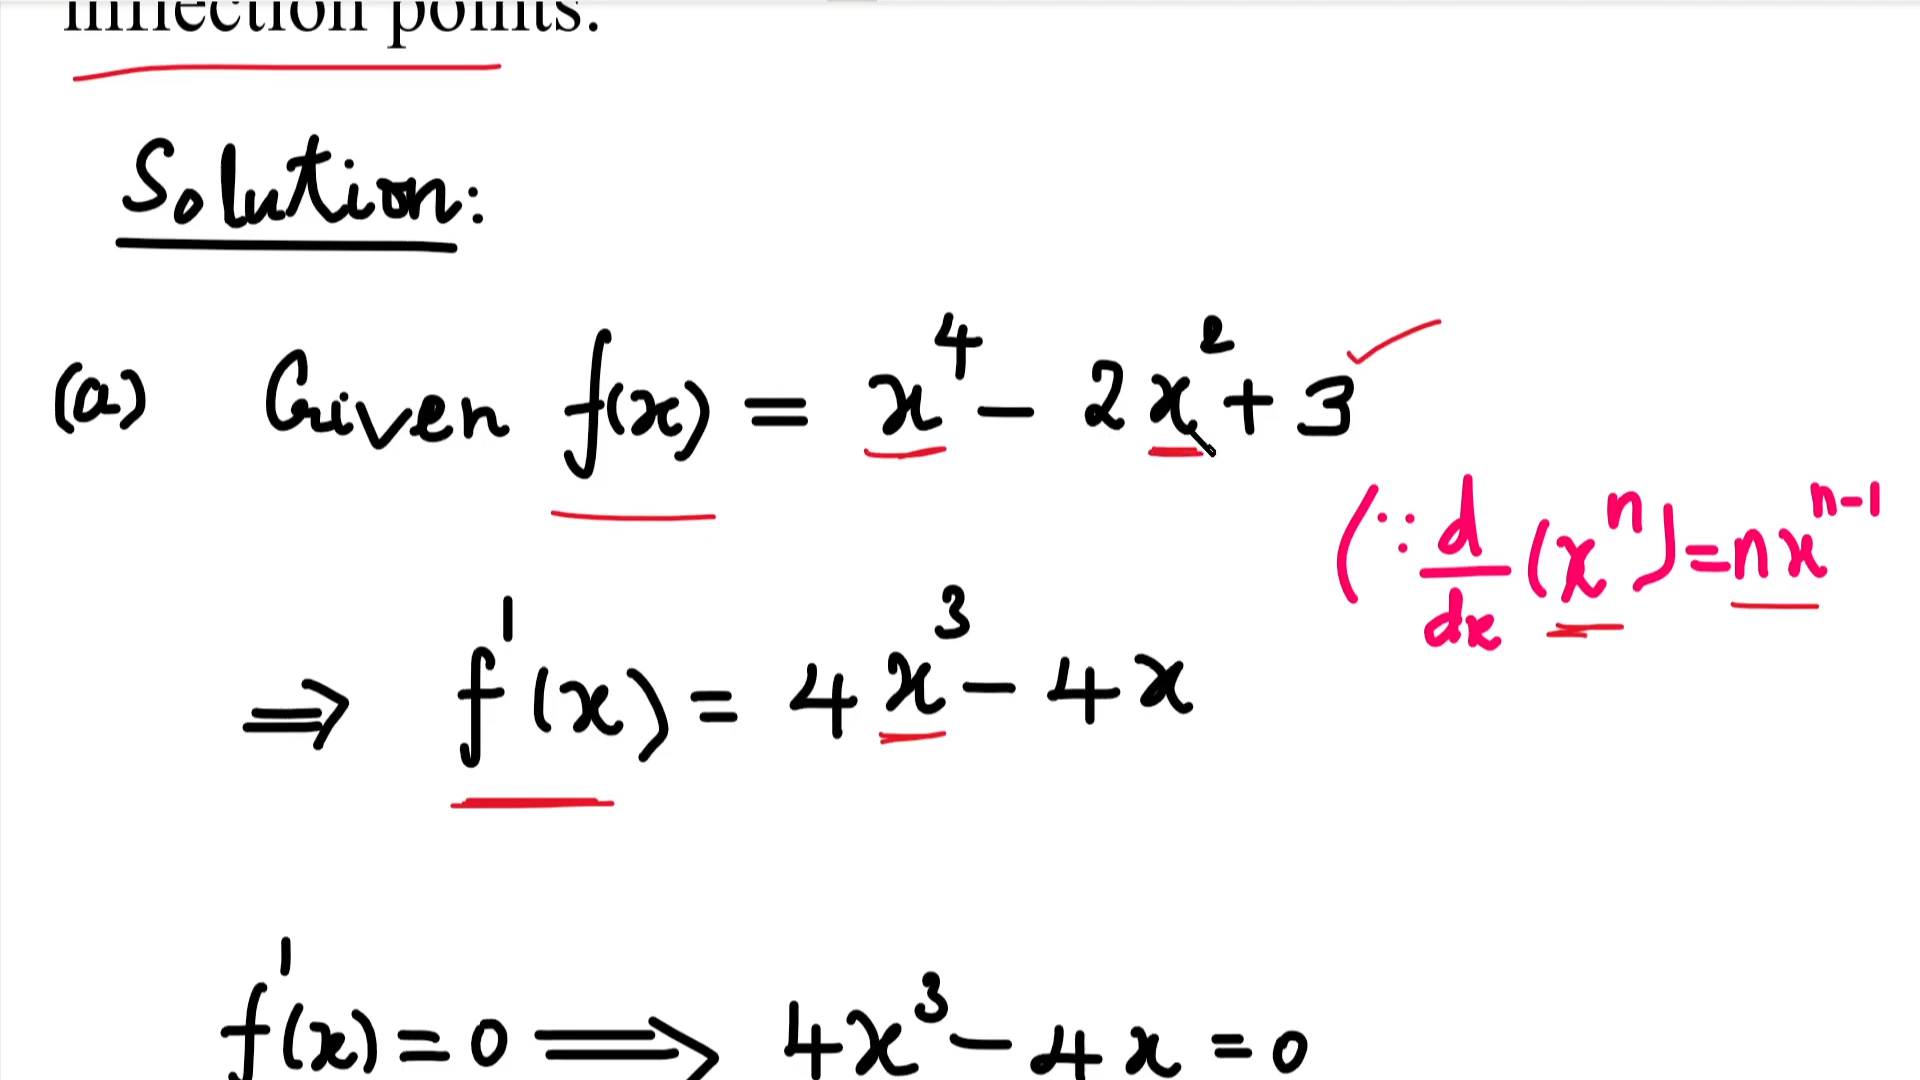 inflection points.
Solution:
(a) Given f(x) = x⁴ - 2x² + 3
(∵ d/dx (xⁿ) = nxⁿ⁻¹
⇒ f'(x) = 4x³ - 4x
f'(x) = 0 ⟹ 4x³ - 4x = 0